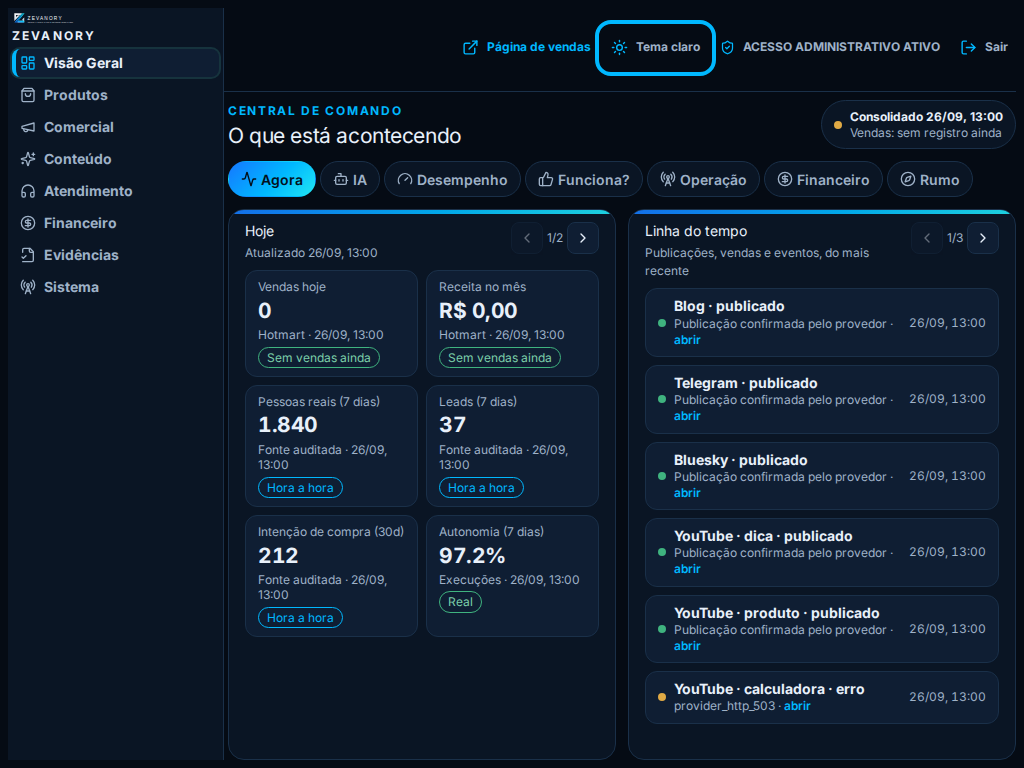 ZEVANORY
ZEVANORY
Visão Geral
Produtos
Comercial
Conteúdo
Atendimento
Financeiro
Evidências
Sistema
Página de vendas
Tema claro
ACESSO ADMINISTRATIVO ATIVO
Sair
CENTRAL DE COMANDO
O que está acontecendo
Consolidado 26/09, 13:00
Vendas: sem registro ainda
Agora
IA
Desempenho
Funciona?
Operação
Financeiro
Rumo
Hoje
Atualizado 26/09, 13:00
1/2
Vendas hoje
0
Hotmart · 26/09, 13:00
Sem vendas ainda
Receita no mês
R$ 0,00
Hotmart · 26/09, 13:00
Sem vendas ainda
Pessoas reais (7 dias)
1.840
Fonte auditada · 26/09,
13:00
Hora a hora
Leads (7 dias)
37
Fonte auditada · 26/09,
13:00
Hora a hora
Intenção de compra (30d)
212
Fonte auditada · 26/09,
13:00
Hora a hora
Autonomia (7 dias)
97.2%
Execuções · 26/09, 13:00
Real
Linha do tempo
Publicações, vendas e eventos, do mais
recente
1/3
Blog · publicado
Publicação confirmada pelo provedor ·
abrir
26/09, 13:00
Telegram · publicado
Publicação confirmada pelo provedor ·
abrir
26/09, 13:00
Bluesky · publicado
Publicação confirmada pelo provedor ·
abrir
26/09, 13:00
YouTube · dica · publicado
Publicação confirmada pelo provedor ·
abrir
26/09, 13:00
YouTube · produto · publicado
Publicação confirmada pelo provedor ·
abrir
26/09, 13:00
YouTube · calculadora · erro
provider_http_503 · abrir
26/09, 13:00